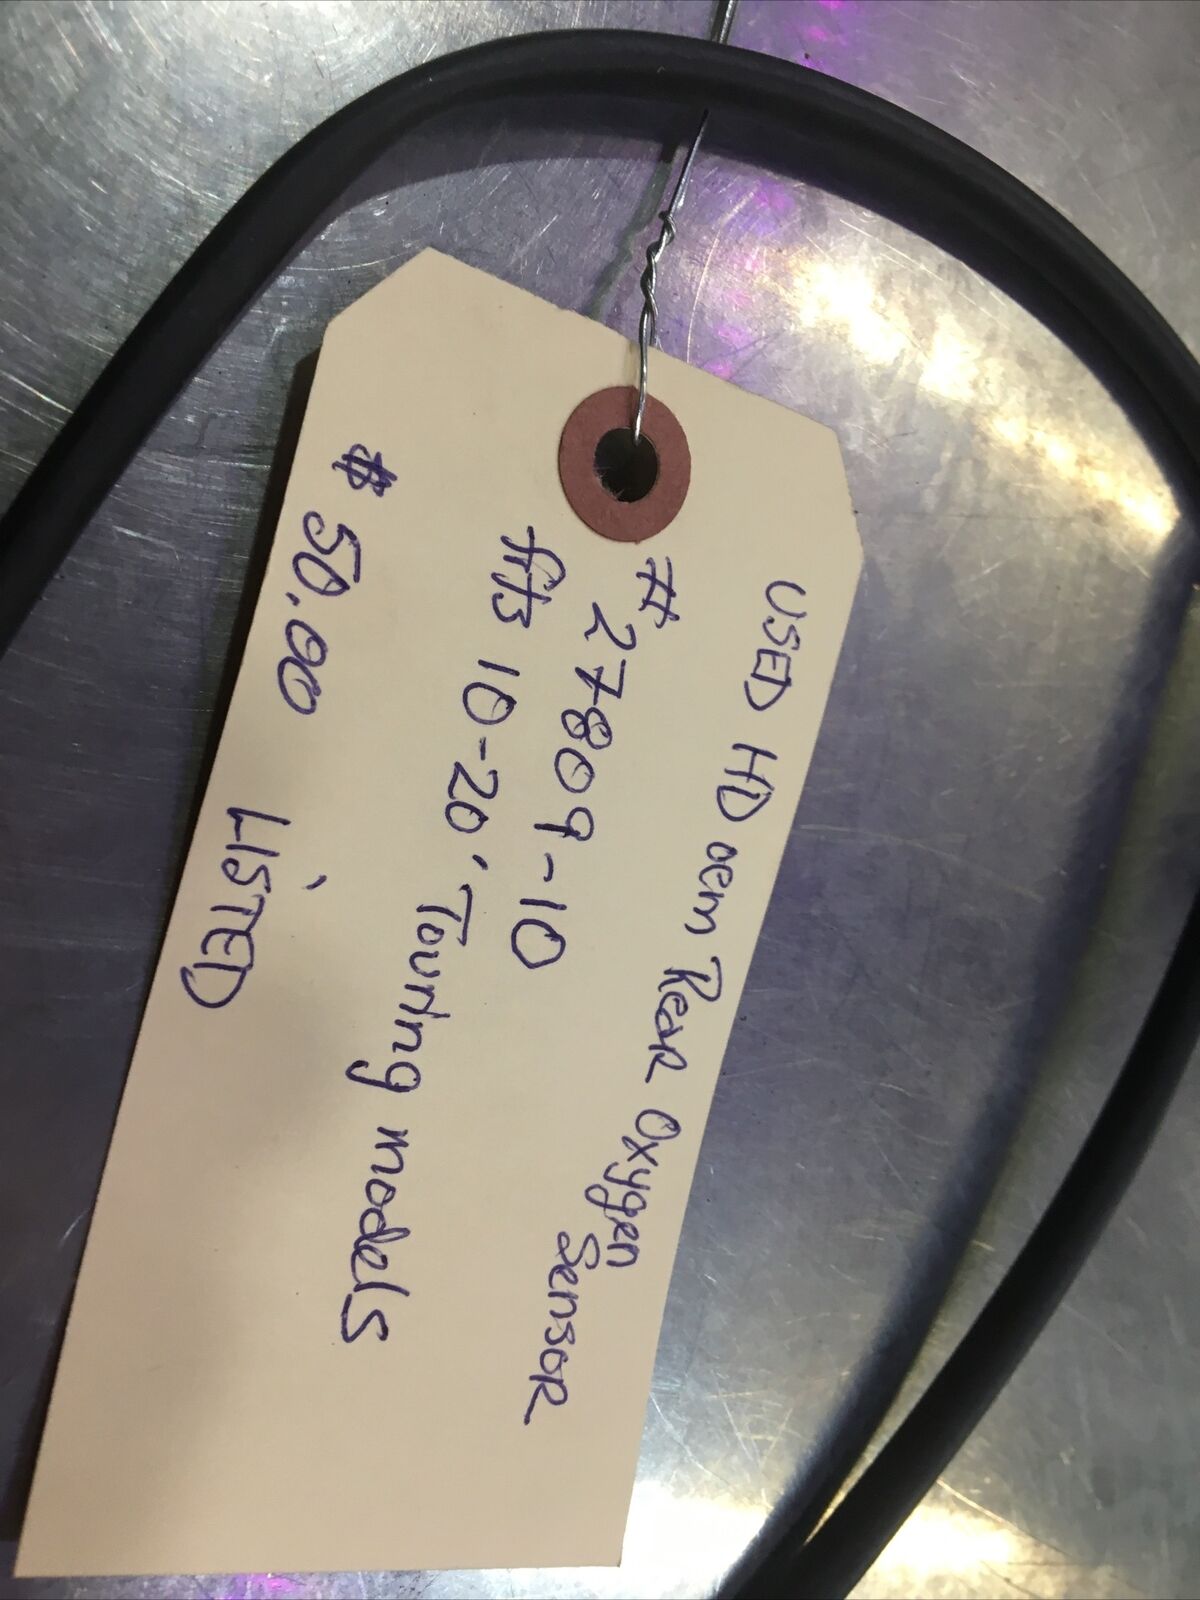 USED HD oem Rear Oxygen
Sensor
# 27809-10
fits 10-20' Touring models
$50.00 LISTED